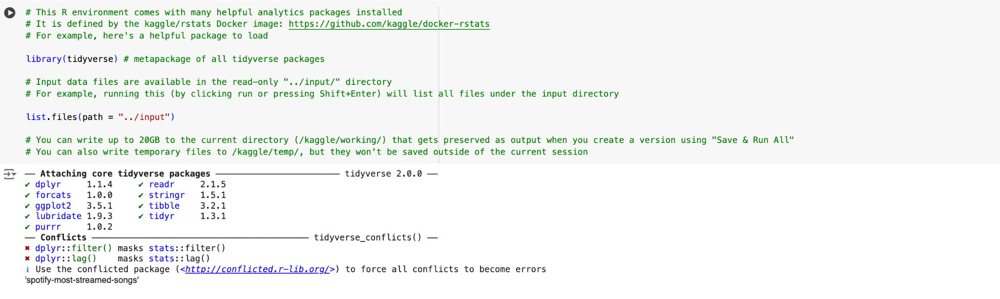 # This R environment comes with many helpful analytics packages installed
# It is defined by the kaggle/rstats Docker image: https://github.com/kaggle/docker-rstats
# For example, here's a helpful package to load
library(tidyverse) # metapackage of all tidyverse packages
# Input data files are available in the read-only "../input/" directory
# For example, running this (by clicking run or pressing Shift+Enter) will list all files under the input directory
list.files(path = "../input")
# You can write up to 20GB to the current directory (/kaggle/working/) that gets preserved as output when you create a version using "Save & Run All"
# You can also write temporary files to /kaggle/temp/, but they won't be saved outside of the current session
── Attaching core tidyverse packages ──────────────────────── tidyverse 2.0.0 ──
✔ dplyr     1.1.4     ✔ readr     2.1.5
✔ forcats   1.0.0     ✔ stringr   1.5.1
✔ ggplot2   3.5.1     ✔ tibble    3.2.1
✔ lubridate 1.9.3     ✔ tidyr     1.3.1
✔ purrr     1.0.2
── Conflicts ────────────────────────────────────────── tidyverse_conflicts() ──
✖ dplyr::filter() masks stats::filter()
✖ dplyr::lag()    masks stats::lag()
ℹ Use the conflicted package (<http://conflicted.r-lib.org/>) to force all conflicts to become errors
'spotify-most-streamed-songs'